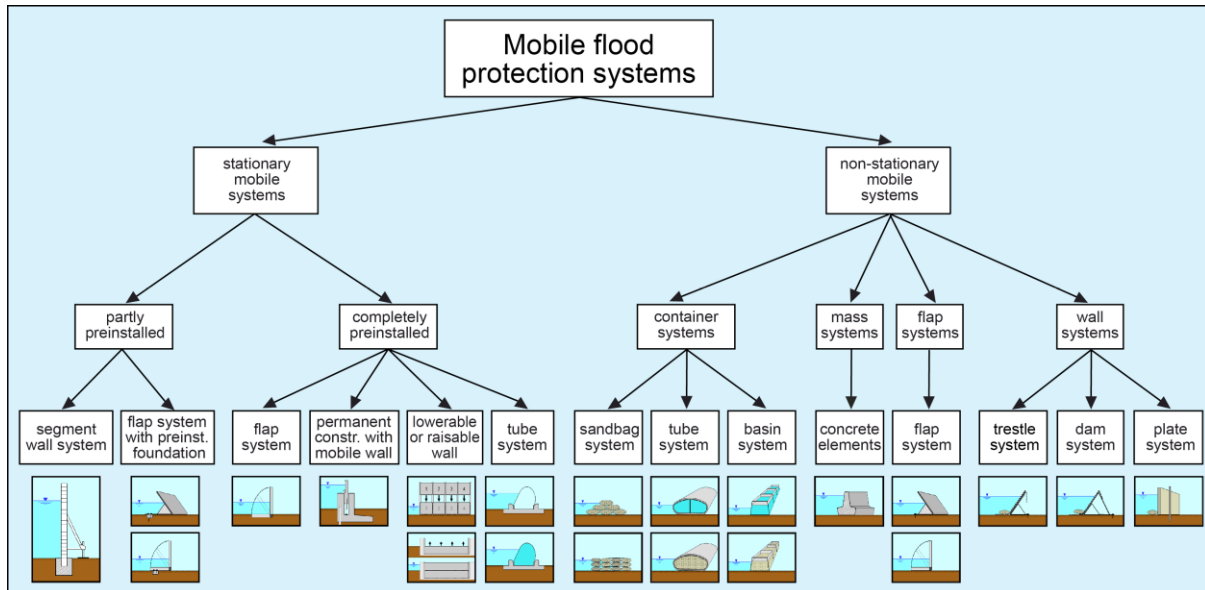 Mobile flood
protection systems
stationary
mobile
systems
non-stationary
mobile
systems
partly
preinstalled
completely
preinstalled
container
systems
mass
systems
flap
systems
wall
systems
segment
wall system
flap system
with preinst.
foundation
flap
system
permanent
constr. with
mobile wall
lowerable
or raisable
wall
tube
system
sandbag
system
tube
system
basin
system
concrete
elements
flap
system
trestle
system
dam
system
plate
system